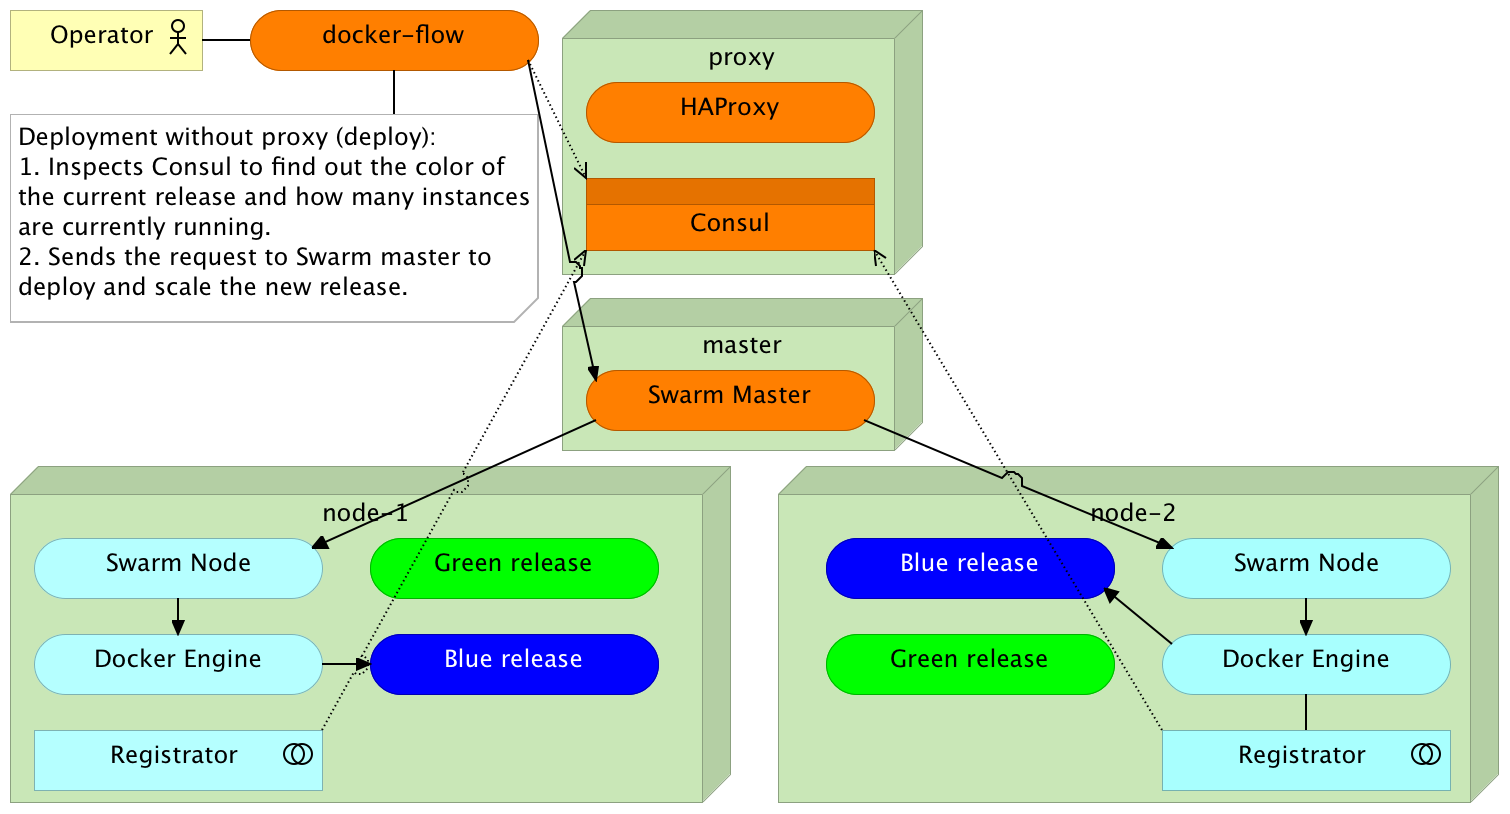 Operator
docker-flow
proxy
HAProxy
Deployment without proxy (deploy):
1. Inspects Consul to find out the color of
the current release and how many instances
are currently running.
2. Sends the request to Swarm master to
deploy and scale the new release.
Consul
master
Swarm Master
node-1
Swarm Node
Green release
Docker Engine
Blue release
Registrator
node-2
Blue release
Swarm Node
Green release
Docker Engine
Registrator